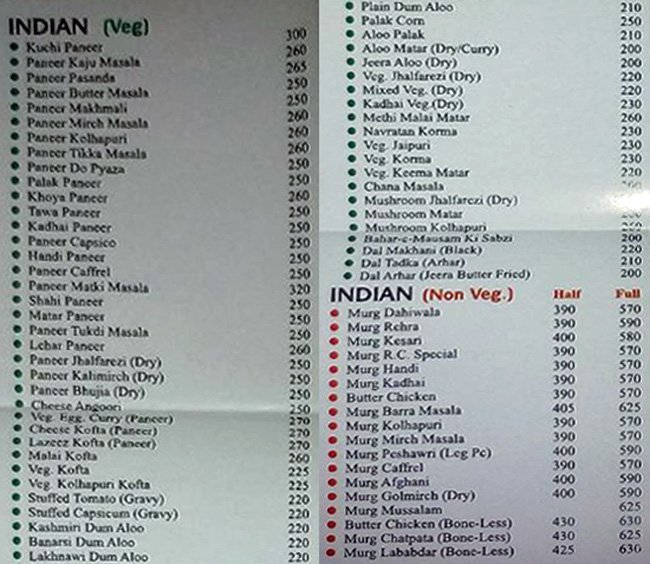 INDIAN (Veg)
Kuchi Paneer 300
Paneer Kaju Masala 260
Paneer Pasanda 265
Paneer Butter Masala 250
Paneer Makhmali 250
Paneer Mirch Masala 260
Paneer Kolhapuri 260
Paneer Tikka Masala 260
Paneer Do Pyaza 250
Palak Paneer 250
Khoya Paneer 260
Tawa Paneer 250
Kadhai Paneer 250
Paneer Capsico 250
Handi Paneer 250
Paneer Caffrel 250
Paneer Matki Masala 320
Shahi Paneer 250
Matar Paneer 250
Paneer Tukdi Masala 250
Lehar Paneer 260
Paneer Jhalfarezi (Dry) 250
Paneer Kalimirch (Dry) 250
Paneer Bhujia (Dry) 250
Cheese Angoori 250
Veg. Egg. Curry (Paneer) 270
Cheese Kofta (Paneer) 270
Lazeez Kofta (Paneer) 270
Malai Kofta 260
Veg. Kofta 225
Veg. Kolhapuri Kofta 225
Stuffed Tomato (Gravy) 220
Stuffed Capsicum (Gravy) 220
Kashmiri Dum Aloo 220
Banarsi Dum Aloo 220
Lakhnawi Dum Aloo 220
Plain Dum Aloo 210
Palak Corn 250
Aloo Palak 210
Aloo Matar (Dry/Curry) 200
Jeera Aloo (Dry) 200
Veg. Jhalfarezi (Dry) 220
Mixed Veg. (Dry) 220
Kadhai Veg.(Dry) 230
Methi Malai Matar 260
Navratan Korma 230
Veg. Jaipuri 230
Veg. Korma 230
Veg. Keema Matar 220
Chana Masala
Mushroom Jhalfarezi (Dry)
Mushroom Matar
Mushroom Kolhapuri
Bahar-e-Mausam Ki Sabzi 200
Dal Makhani (Black) 220
Dal Tadka (Arhar) 210
Dal Arhar (Jeera Butter Fried) 200
INDIAN (Non Veg.) Half Full
Murg Dahiwala 390 570
Murg Rehra 390 590
Murg Kesari 400 580
Murg R.C. Special 390 570
Murg Handi 390 570
Murg Kadhai 390 570
Butter Chicken 390 570
Murg Barra Masala 405 625
Murg Kolhapuri 390 570
Murg Mirch Masala 390 570
Murg Peshawri (Leg Pc) 400 590
Murg Caffrel 390 570
Murg Afghani 400 590
Murg Golmirch (Dry) 400 590
Murg Mussalam 625
Butter Chicken (Bone-Less) 430 630
Murg Chatpata (Bone-Less) 430 625
Murg Lababdar (Bone-Less) 425 630